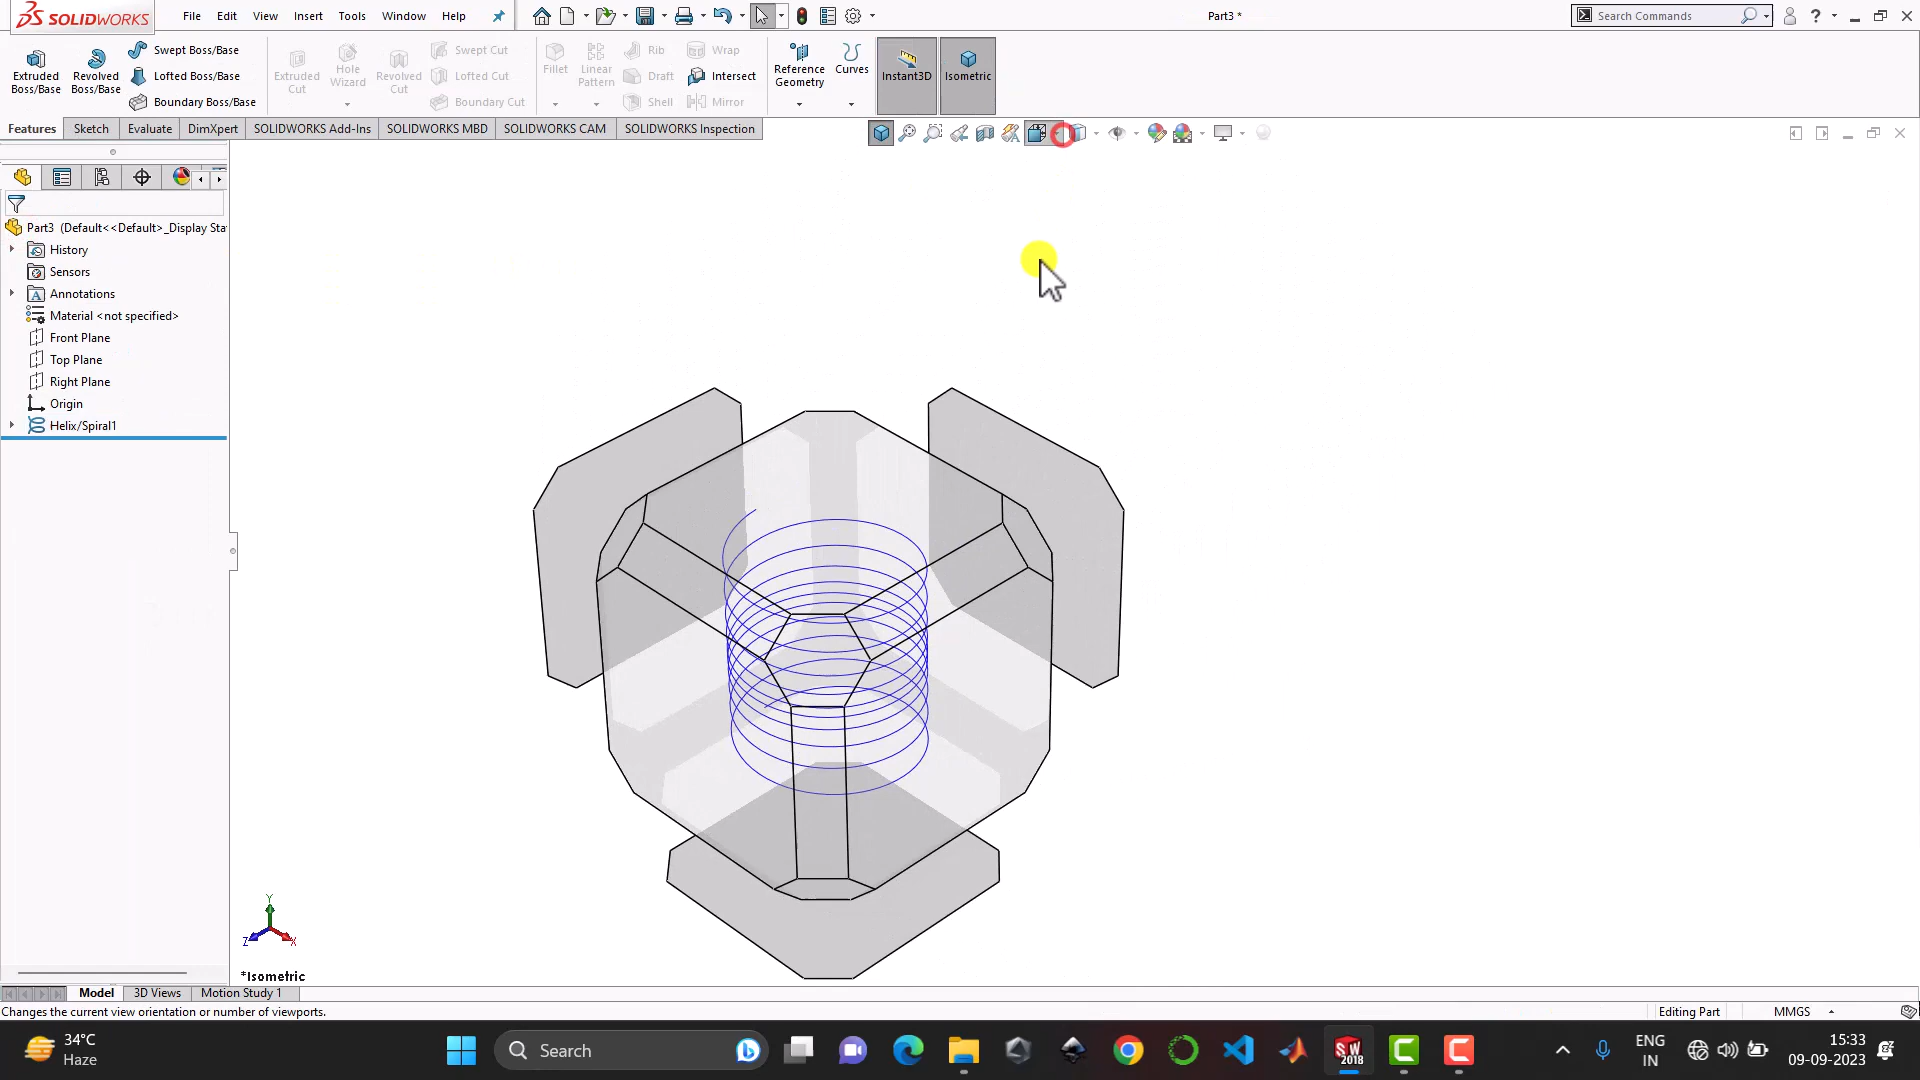 SOLIDWORKS File Edit View Insert Tools Window Help Part3 * Search Commands ?
Extruded Boss/Base
Revolved Boss/Base
Swept Boss/Base
Lofted Boss/Base
Boundary Boss/Base
Extruded Cut
Hole Wizard
Revolved Cut
Swept Cut
Lofted Cut
Boundary Cut
Fillet
Linear Pattern
Rib
Draft
Shell
Wrap
Intersect
Mirror
Reference Geometry
Curves
Instant3D
Isometric
Features Sketch Evaluate DimXpert SOLIDWORKS Add-Ins SOLIDWORKS MBD SOLIDWORKS CAM SOLIDWORKS Inspection
Part3 (Default<<Default>_Display Sta
History
Sensors
A Annotations
Material <not specified>
Front Plane
Top Plane
Right Plane
Origin
Helix/Spiral1
Y
Z X
*Isometric
Model 3D Views Motion Study 1
Changes the current view orientation or number of viewports. Editing Part MMGS
34°C
Haze
Search
SW
2018
ENG
IN
15:33
09-09-2023